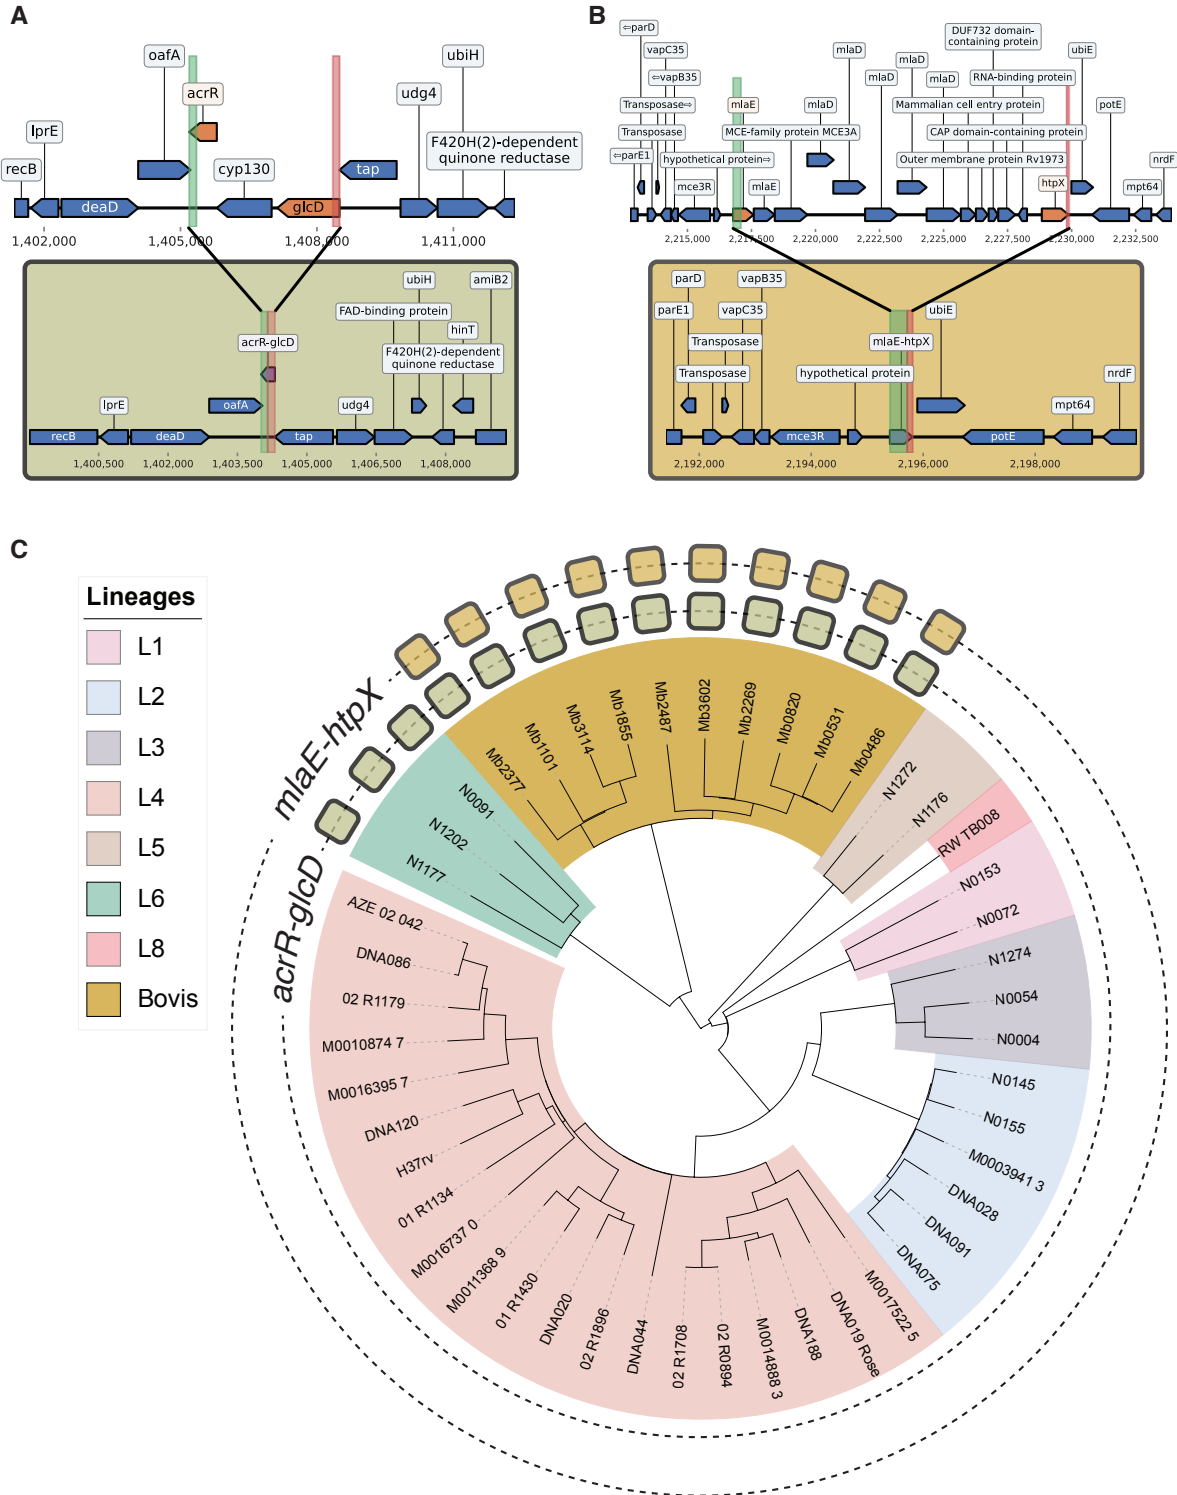 A
oafA
ubiH
acrR
udg4
lprE
F420H(2)-dependent
quinone reductase
recB
cyp130
tap
deaD
glcD
1,402,000
1,405,000
1,408,000
1,411,000
ubiH
amiB2
FAD-binding protein
hinT
acrR-glcD
F420H(2)-dependent
quinone reductase
lprE
oafA
udg4
recB
deaD
tap
1,400,500
1,402,000
1,403,500
1,405,000
1,406,500
1,408,000
B
⇦parD
DUF732 domain-
containing protein
vapC35
mlaD
ubiE
mlaD
⇦vapB35
mlaD
mlaD
RNA-binding protein
Transposase⇨
mlaE
mlaD
Mammalian cell entry protein
potE
Transposase
MCE-family protein MCE3A
CAP domain-containing protein
⇦parE1
hypothetical protein⇨
Outer membrane protein Rv1973
nrdF
mce3R
mlaE
htpX
mpt64
2,215,000
2,217,500
2,220,000
2,222,500
2,225,000
2,227,500
2,230,000
2,232,500
parD
vapB35
parE1
vapC35
ubiE
Transposase
mlaE-htpX
Transposase
hypothetical protein
nrdF
mpt64
mce3R
potE
2,192,000
2,194,000
2,196,000
2,198,000
C
Lineages
L1
L2
L3
L4
L5
L6
L8
Bovis
mlaE-htpX
acrR-glcD
N1177
N1202
N0091
Mb2377
Mb1101
Mb3114
Mb1855
Mb2487
Mb3602
Mb2269
Mb0820
Mb0531
Mb0486
N1272
N1176
RW TB008
N0153
N0072
N1274
N0054
N0004
N0145
N0155
M0003941 3
DNA028
DNA091
DNA075
M0017522 5
DNA019 Rose
DNA188
M0014888 3
02 R0894
02 R1708
DNA044
02 R1896
DNA020
01 R1430
M0011368 9
M0016737 0
01 R1134
H37rv
DNA120
M0016395 7
M0010874 7
02 R1179
DNA086
AZE 02 042